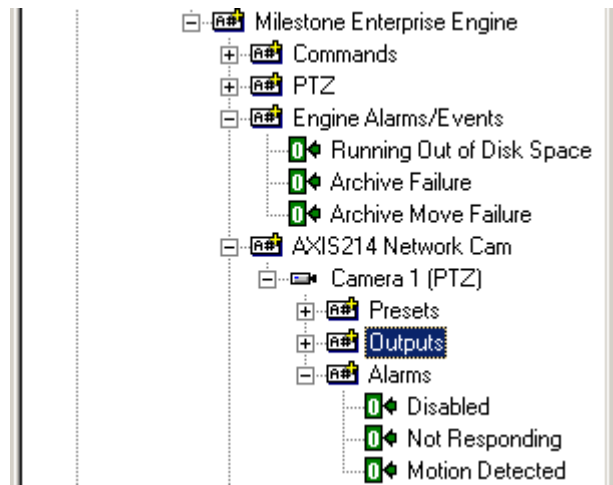 Milestone Enterprise Engine
Commands
PTZ
Engine Alarms/Events
Running Out of Disk Space
Archive Failure
Archive Move Failure
AXIS214 Network Cam
Camera 1 (PTZ)
Presets
Outputs
Alarms
Disabled
Not Responding
Motion Detected